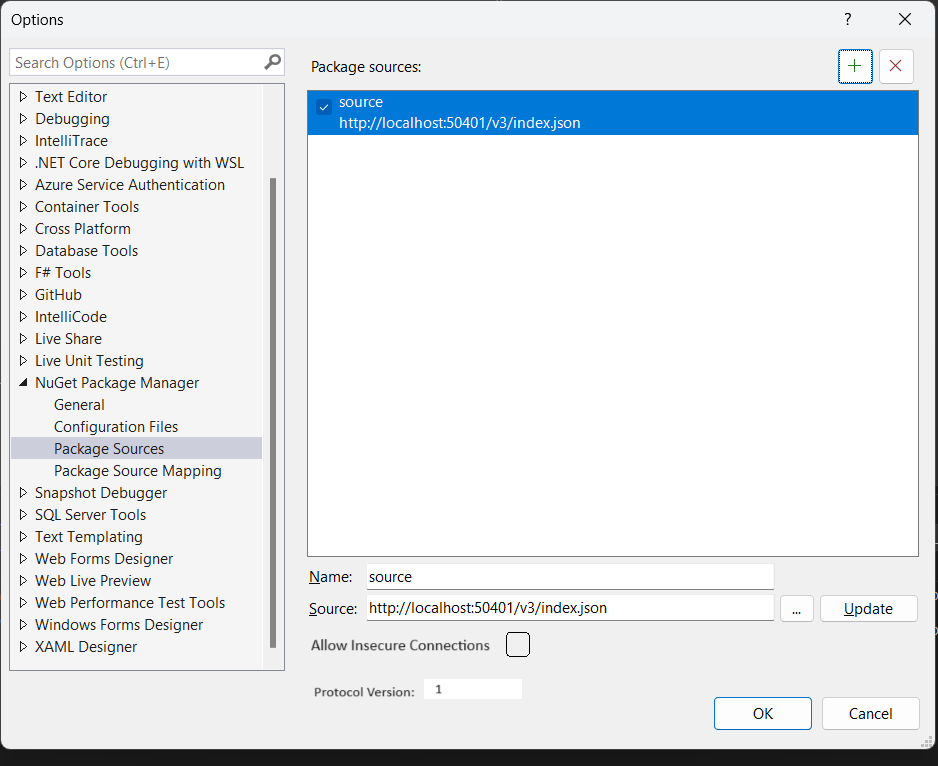 Options
?
Search Options (Ctrl+E)
Text Editor
Debugging
IntelliTrace
.NET Core Debugging with WSL
Azure Service Authentication
Container Tools
Cross Platform
Database Tools
F# Tools
GitHub
IntelliCode
Live Share
Live Unit Testing
NuGet Package Manager
General
Configuration Files
Package Sources
Package Source Mapping
Snapshot Debugger
SQL Server Tools
Text Templating
Web Forms Designer
Web Live Preview
Web Performance Test Tools
Windows Forms Designer
XAML Designer
Package sources:
source
http://localhost:50401/v3/index.json
Name: source
Source: http://localhost:50401/v3/index.json ... Update
Allow Insecure Connections
Protocol Version: 1
OK Cancel